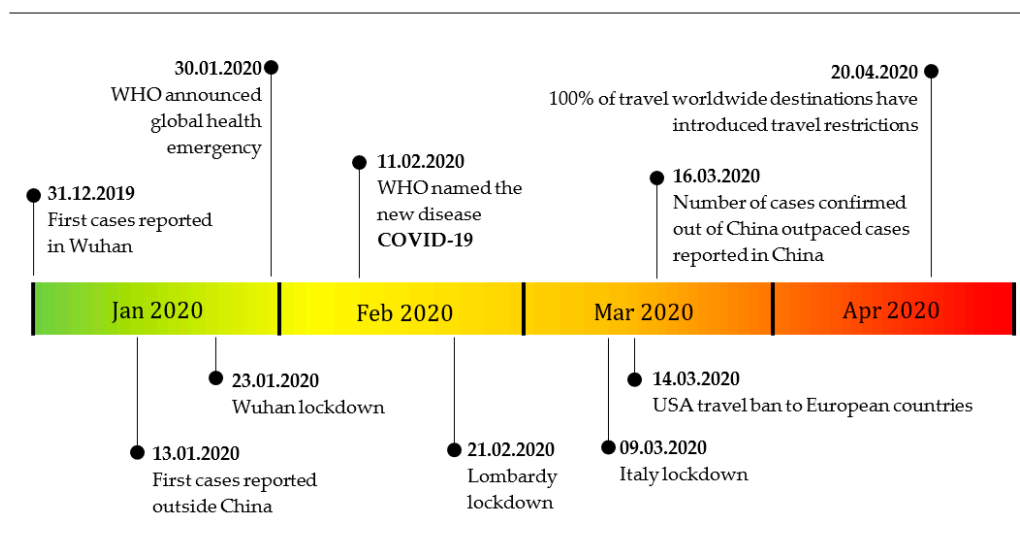 30.01.2020
WHO announced
global health
emergency
20.04.2020
100% of travel worldwide destinations have
introduced travel restrictions
31.12.2019
First cases reported
in Wuhan
11.02.2020
WHO named the
new disease
COVID-19
16.03.2020
Number of cases confirmed
out of China outpaced cases
reported in China
Jan 2020
Feb 2020
Mar 2020
Apr 2020
23.01.2020
Wuhan lockdown
14.03.2020
USA travel ban to European countries
13.01.2020
First cases reported
outside China
21.02.2020
Lombardy
lockdown
09.03.2020
Italy lockdown